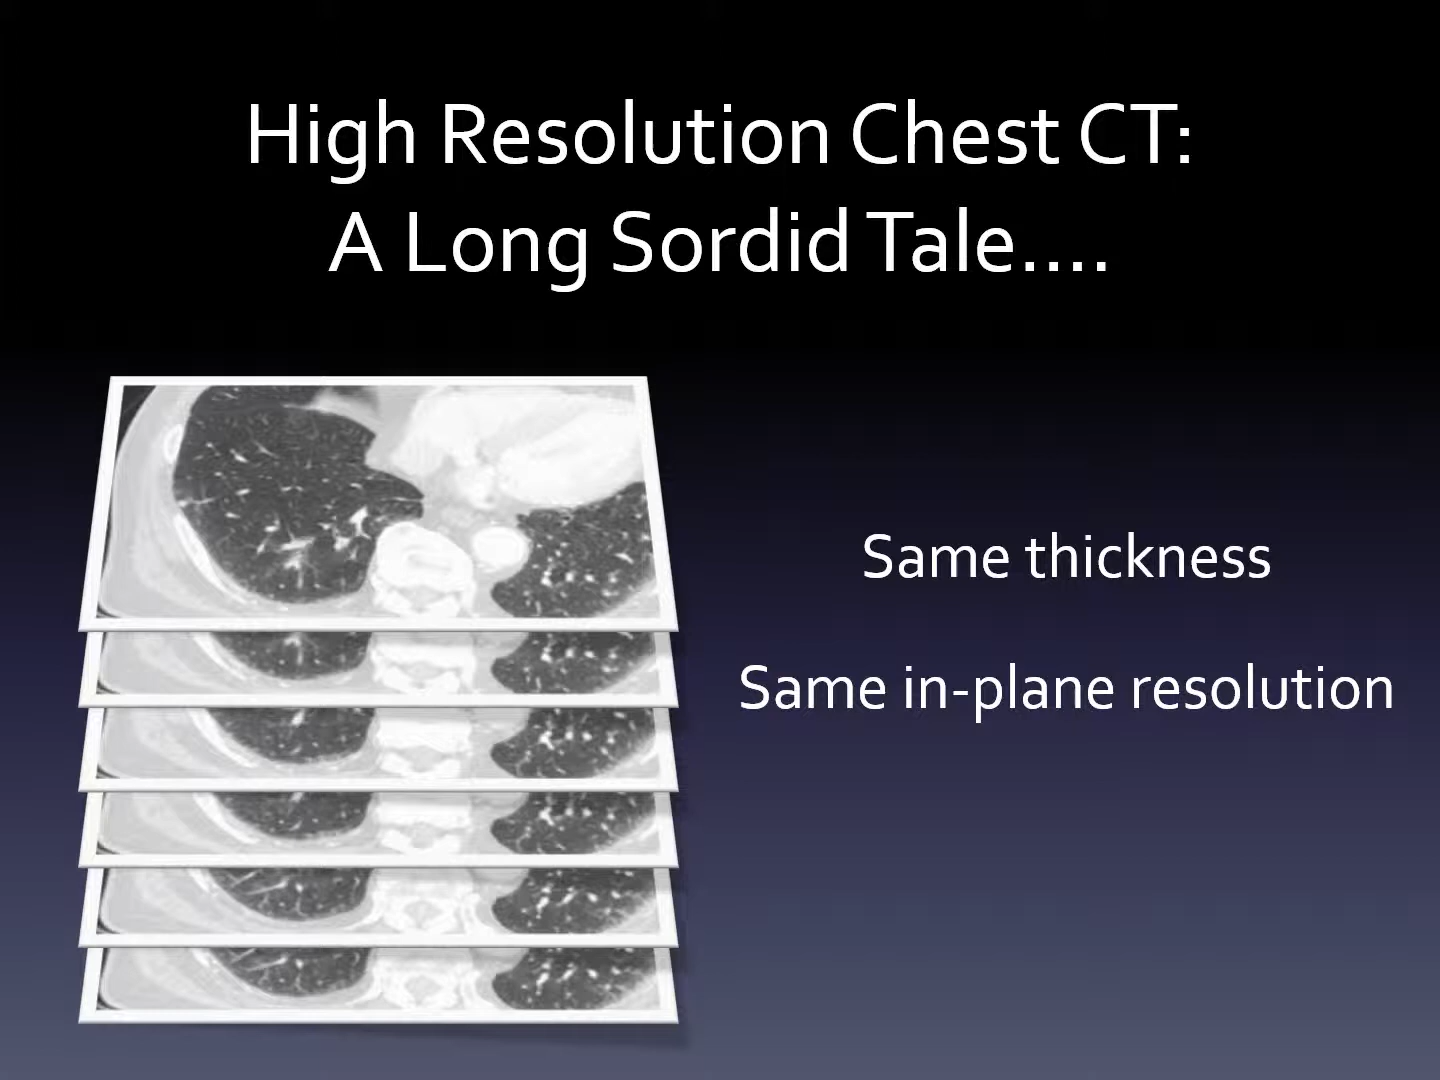 High Resolution Chest CT:
A Long Sordid Tale....
Same thickness
Same in-plane resolution